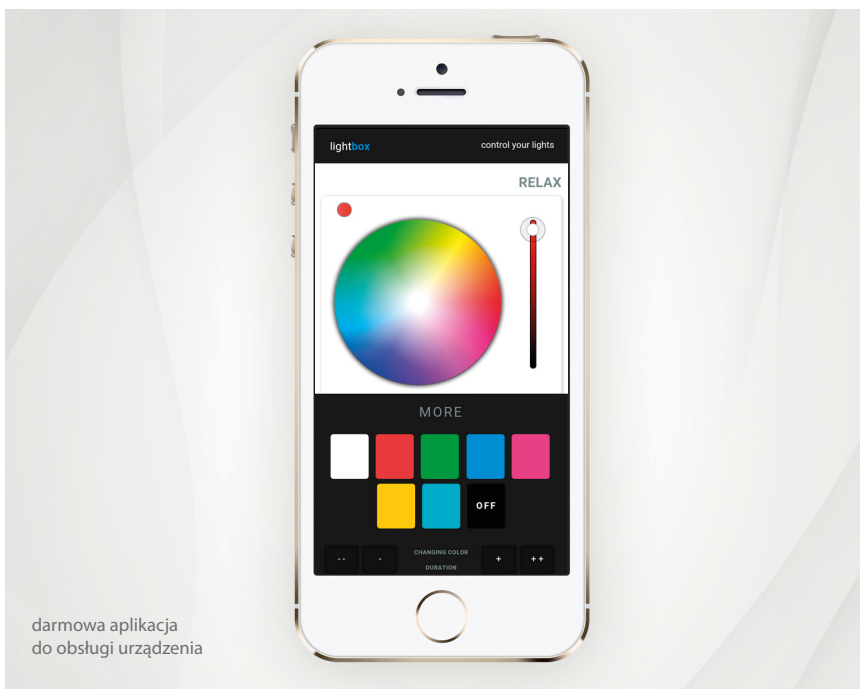 lightbox control your lights
RELAX
MORE
OFF
-- - CHANGING COLOR + ++
DURATION
darmowa aplikacja
do obsługi urządzenia